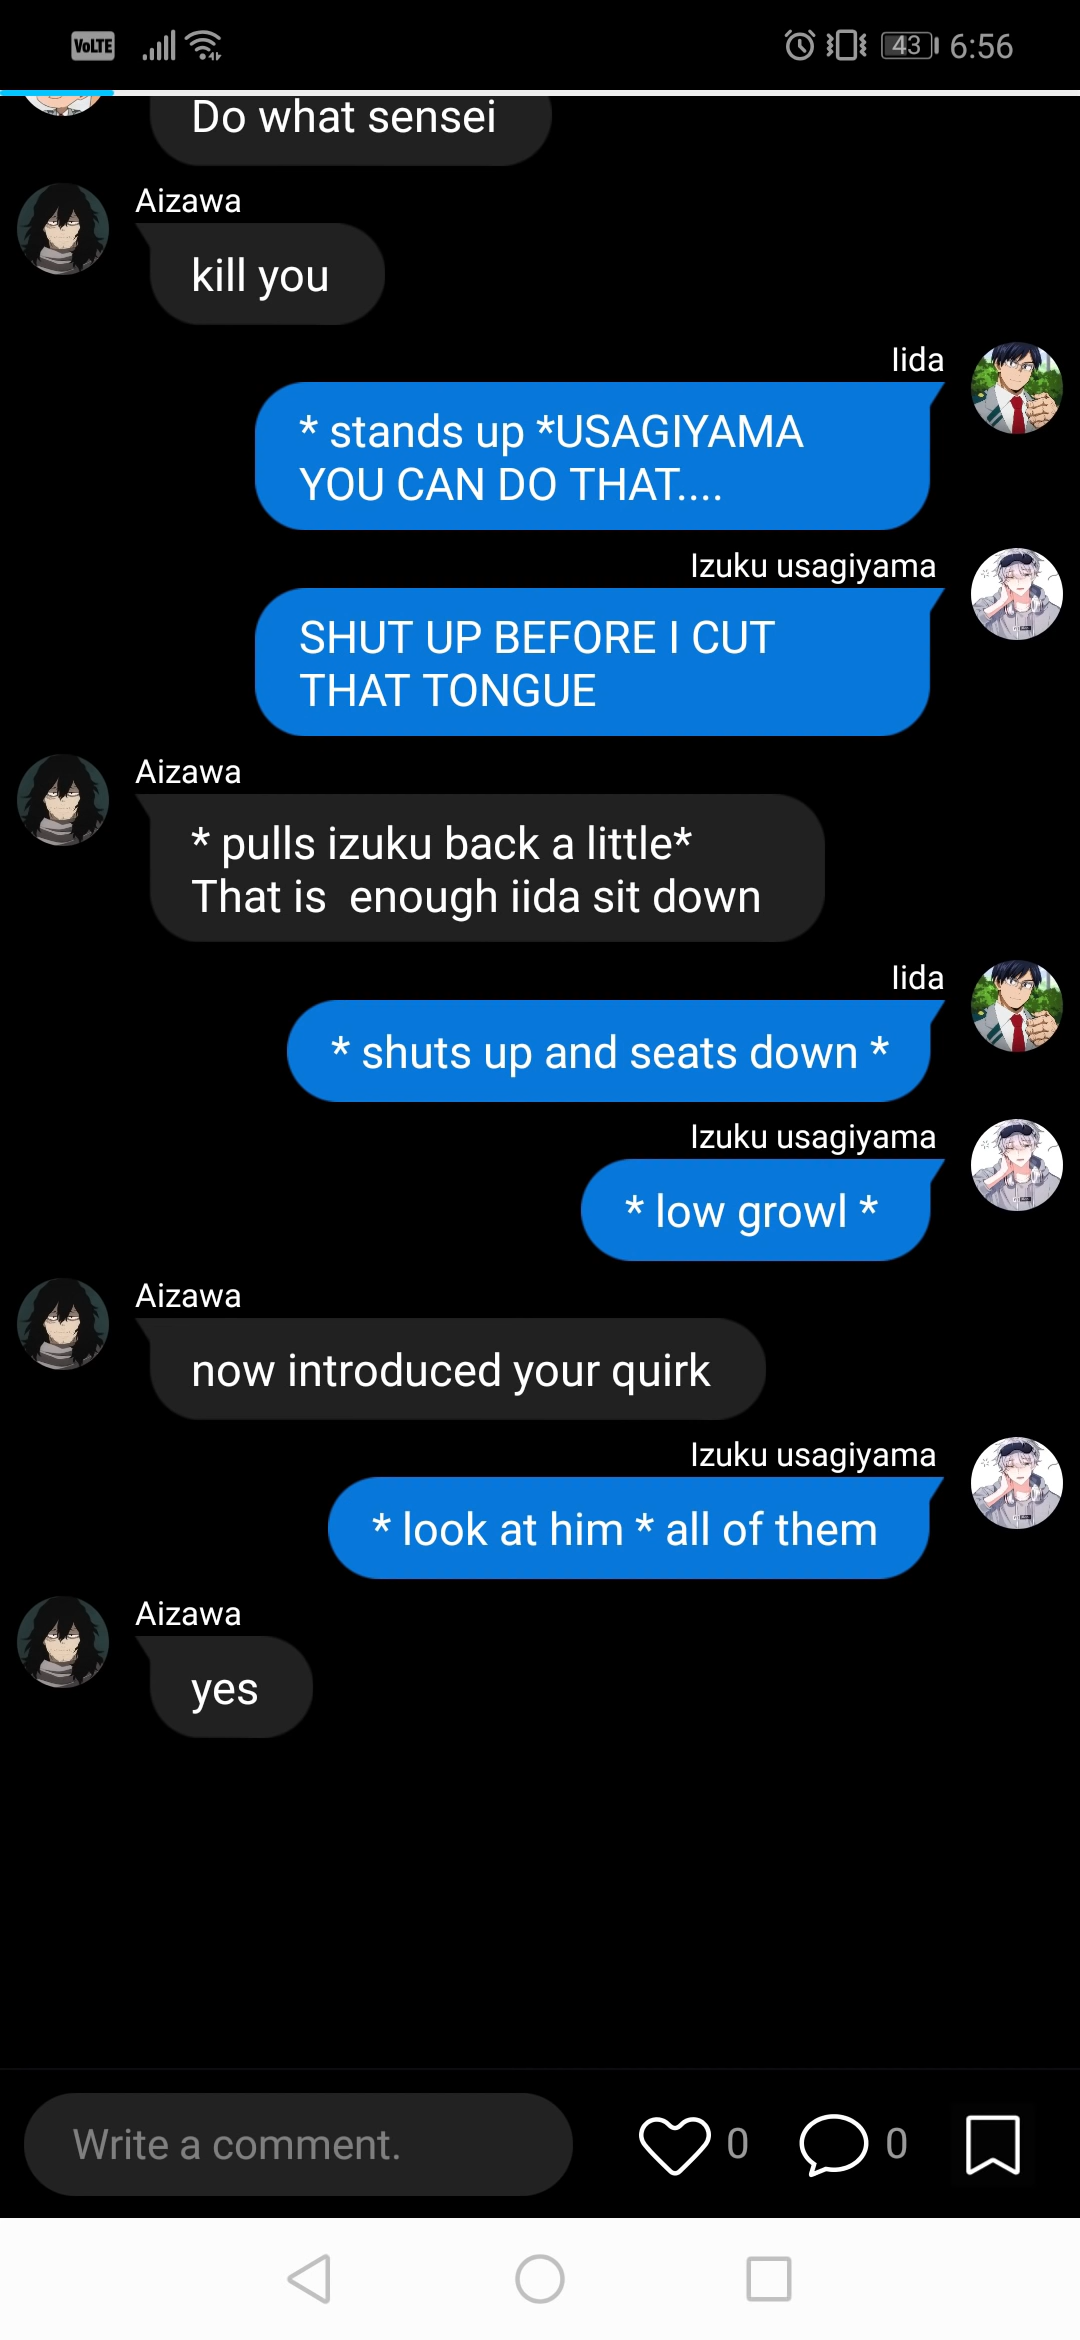 VoLTE 43 6:56
Do what sensei
Aizawa
kill you
Iida
* stands up *USAGIYAMA
YOU CAN DO THAT....
Izuku usagiyama
SHUT UP BEFORE I CUT
THAT TONGUE
Aizawa
* pulls izuku back a little*
That is  enough iida sit down
Iida
* shuts up and seats down *
Izuku usagiyama
* low growl *
Aizawa
now introduced your quirk
Izuku usagiyama
* look at him * all of them
Aizawa
yes
Write a comment. 0 0